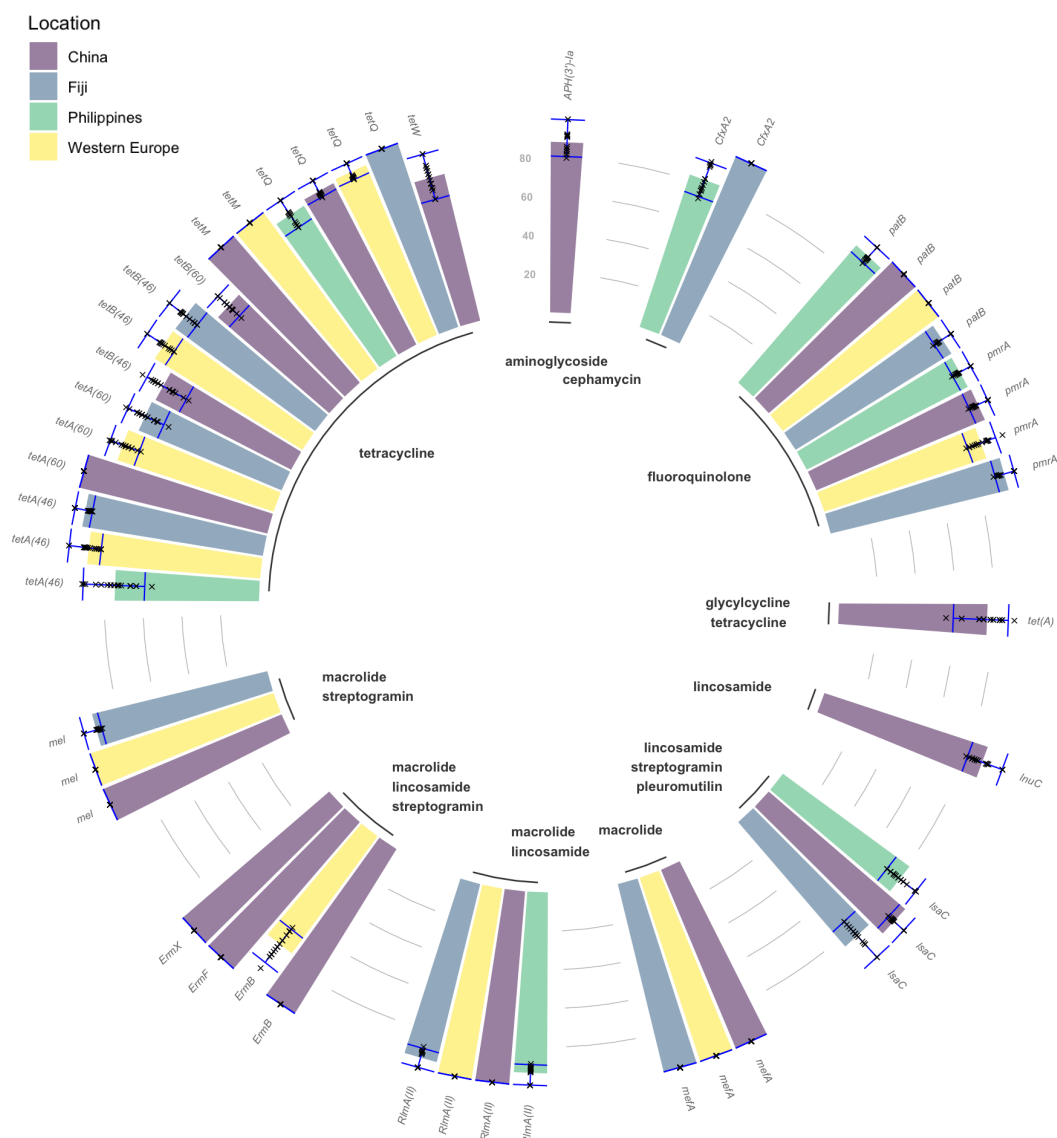 Location
China
Fiji
Philippines
Western Europe
80
60
40
20
APH(3')-Ia
CfxA2
CfxA2
patB
patB
patB
patB
pmrA
pmrA
pmrA
pmrA
tet(A)
lnuC
lsaC
lsaC
lsaC
mefA
mefA
mefA
RlmA(II)
RlmA(II)
RlmA(II)
RlmA(II)
ErmB
ErmB
ErmF
ErmX
mel
mel
mel
tetA(46)
tetA(46)
tetA(46)
tetA(60)
tetA(60)
tetA(60)
tetB(46)
tetB(46)
tetB(46)
tetB(60)
tetM
tetM
tetQ
tetQ
tetQ
tetQ
tetW
aminoglycoside
cephamycin
fluoroquinolone
glycylcycline
tetracycline
lincosamide
lincosamide
streptogramin
pleuromutilin
macrolide
macrolide
lincosamide
macrolide
lincosamide
streptogramin
macrolide
streptogramin
tetracycline